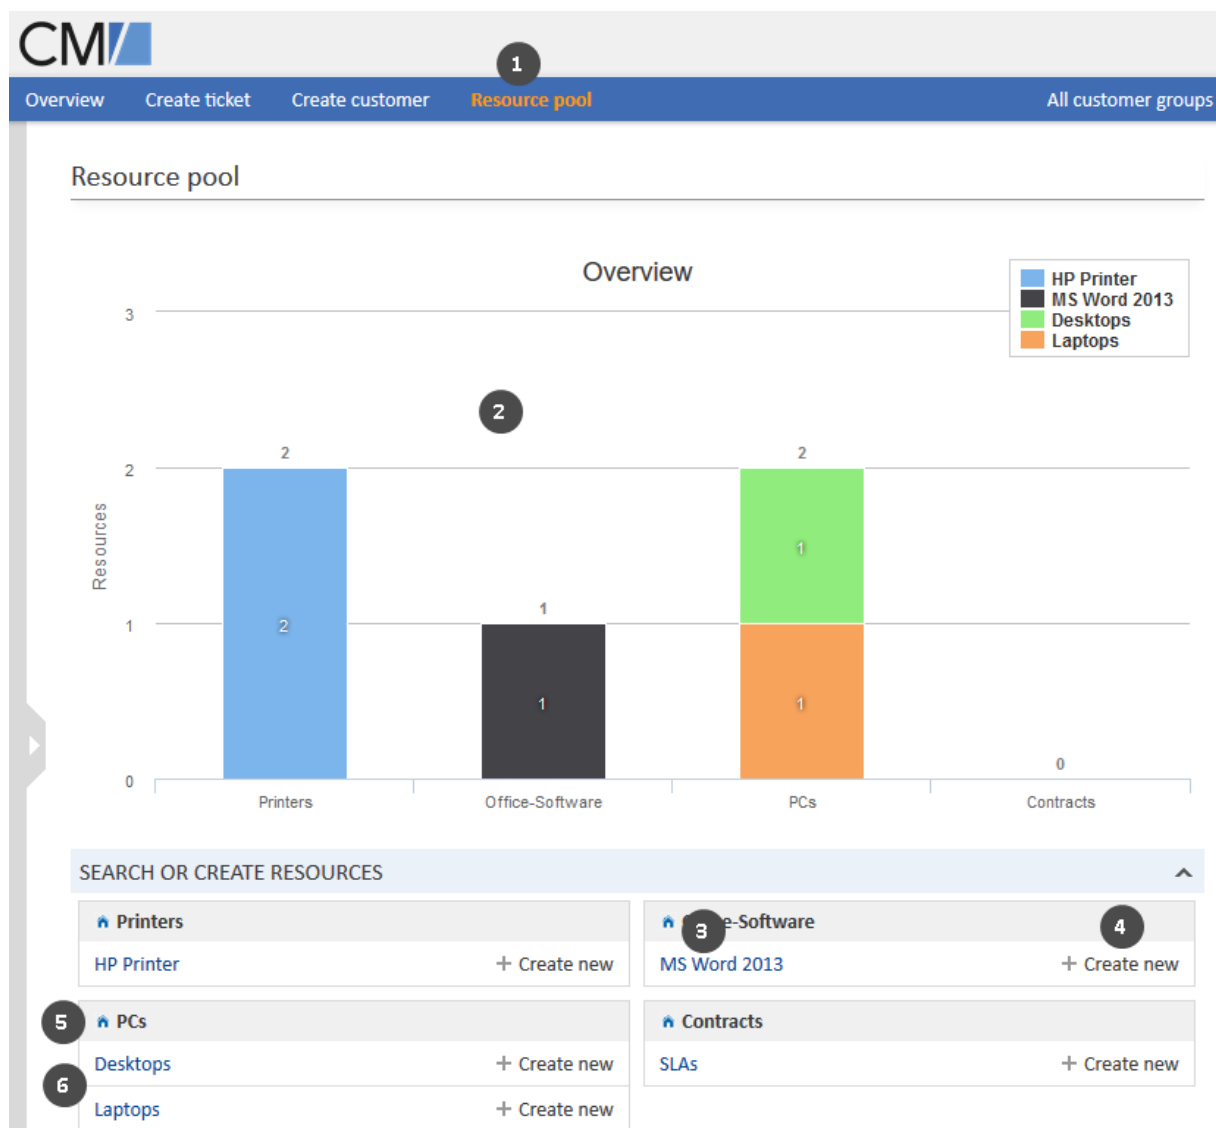 CM/
1
Overview Create ticket Create customer Resource pool All customer groups
Resource pool
Overview
HP Printer
MS Word 2013
Desktops
Laptops
3
2
2 2
2
Resources
1
1
2
1
1
1
0
0
Printers Office-Software PCs Contracts
SEARCH OR CREATE RESOURCES
Printers
3 e-Software 4
HP Printer + Create new
MS Word 2013 + Create new
5 PCs
Contracts
Desktops + Create new
SLAs + Create new
6
Laptops + Create new